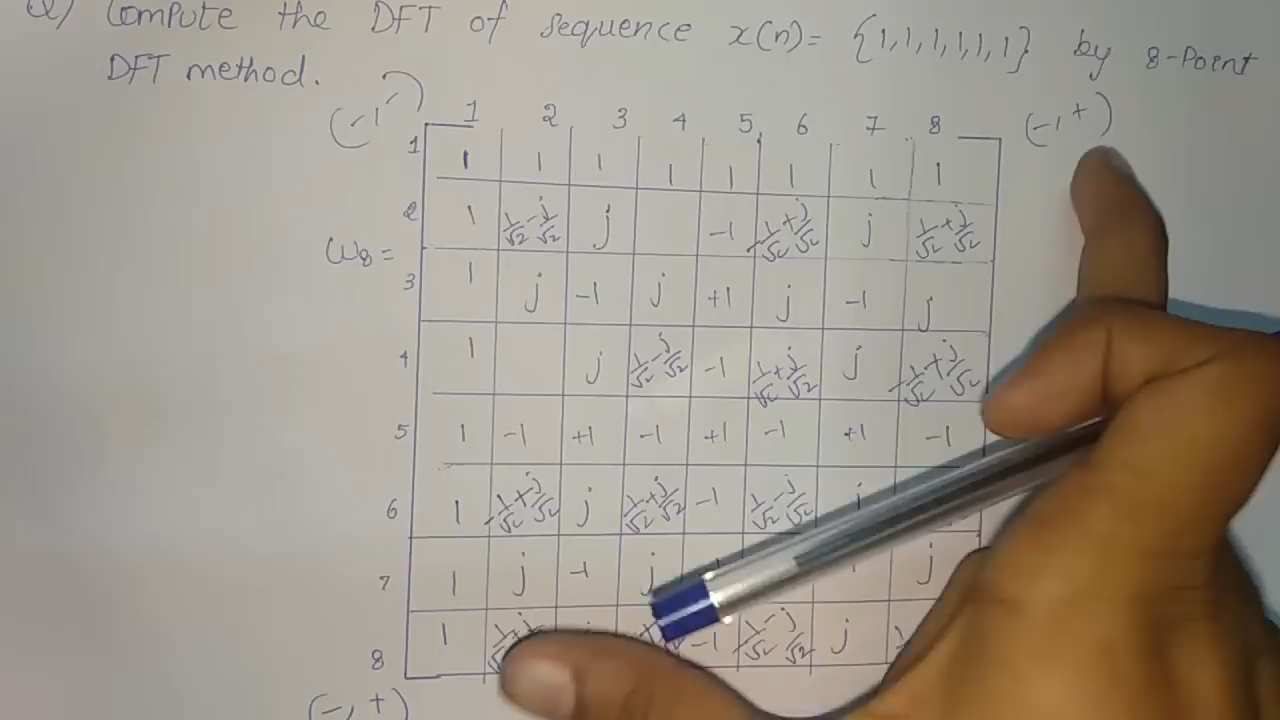 Q) Compute the DFT of sequence x(n)= {1,1,1,1,1,1} by 8-Point
DFT method.
(-1 (-1+)
1 2 3 4 5 6 7 8
1 1 1 1 1 1 1 1 1
2 1 1/√2-j/√2 j -1 -1/√2+j/√2 j 1/√2+j/√2
W8=
3 1 j -1 j +1 j -1 j
4 1 j 1/√2-j/√2 -1 1/√2+j/√2 j -1/√2+j/√2
5 1 -1 +1 -1 +1 -1 +1 -1
6 1 -1/√2+j/√2 j 1/√2+j/√2 -1 1/√2-j/√2
7 1 j -1 j j
8 1 -1 -1/√2-j/√2 j
(-,+)